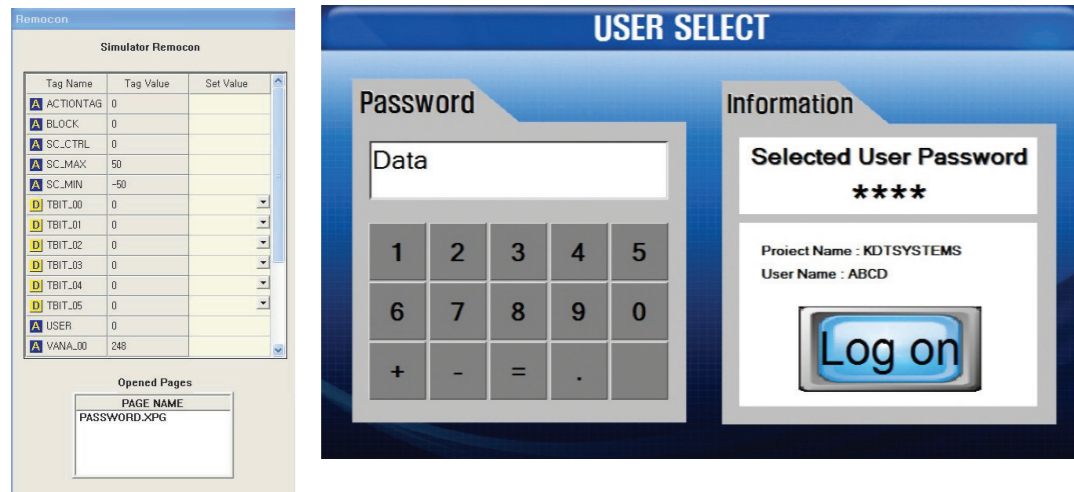 Remocon
Simulator Remocon
Tag Name Tag Value Set Value
A ACTIONTAG 0
A BLOCK 0
A SC_CTRL 0
A SC_MAX 50
A SC_MIN -50
D TBIT_00 0
D TBIT_01 0
D TBIT_02 0
D TBIT_03 0
D TBIT_04 0
D TBIT_05 0
A USER 0
A VANA_00 248
Opened Pages
PAGE NAME
PASSWORD.XPG
USER SELECT
Password
Data
1 2 3 4 5
6 7 8 9 0
+ - = .
Information
Selected User Password
****
Proiect Name : KDTSYSTEMS
User Name : ABCD
Log on